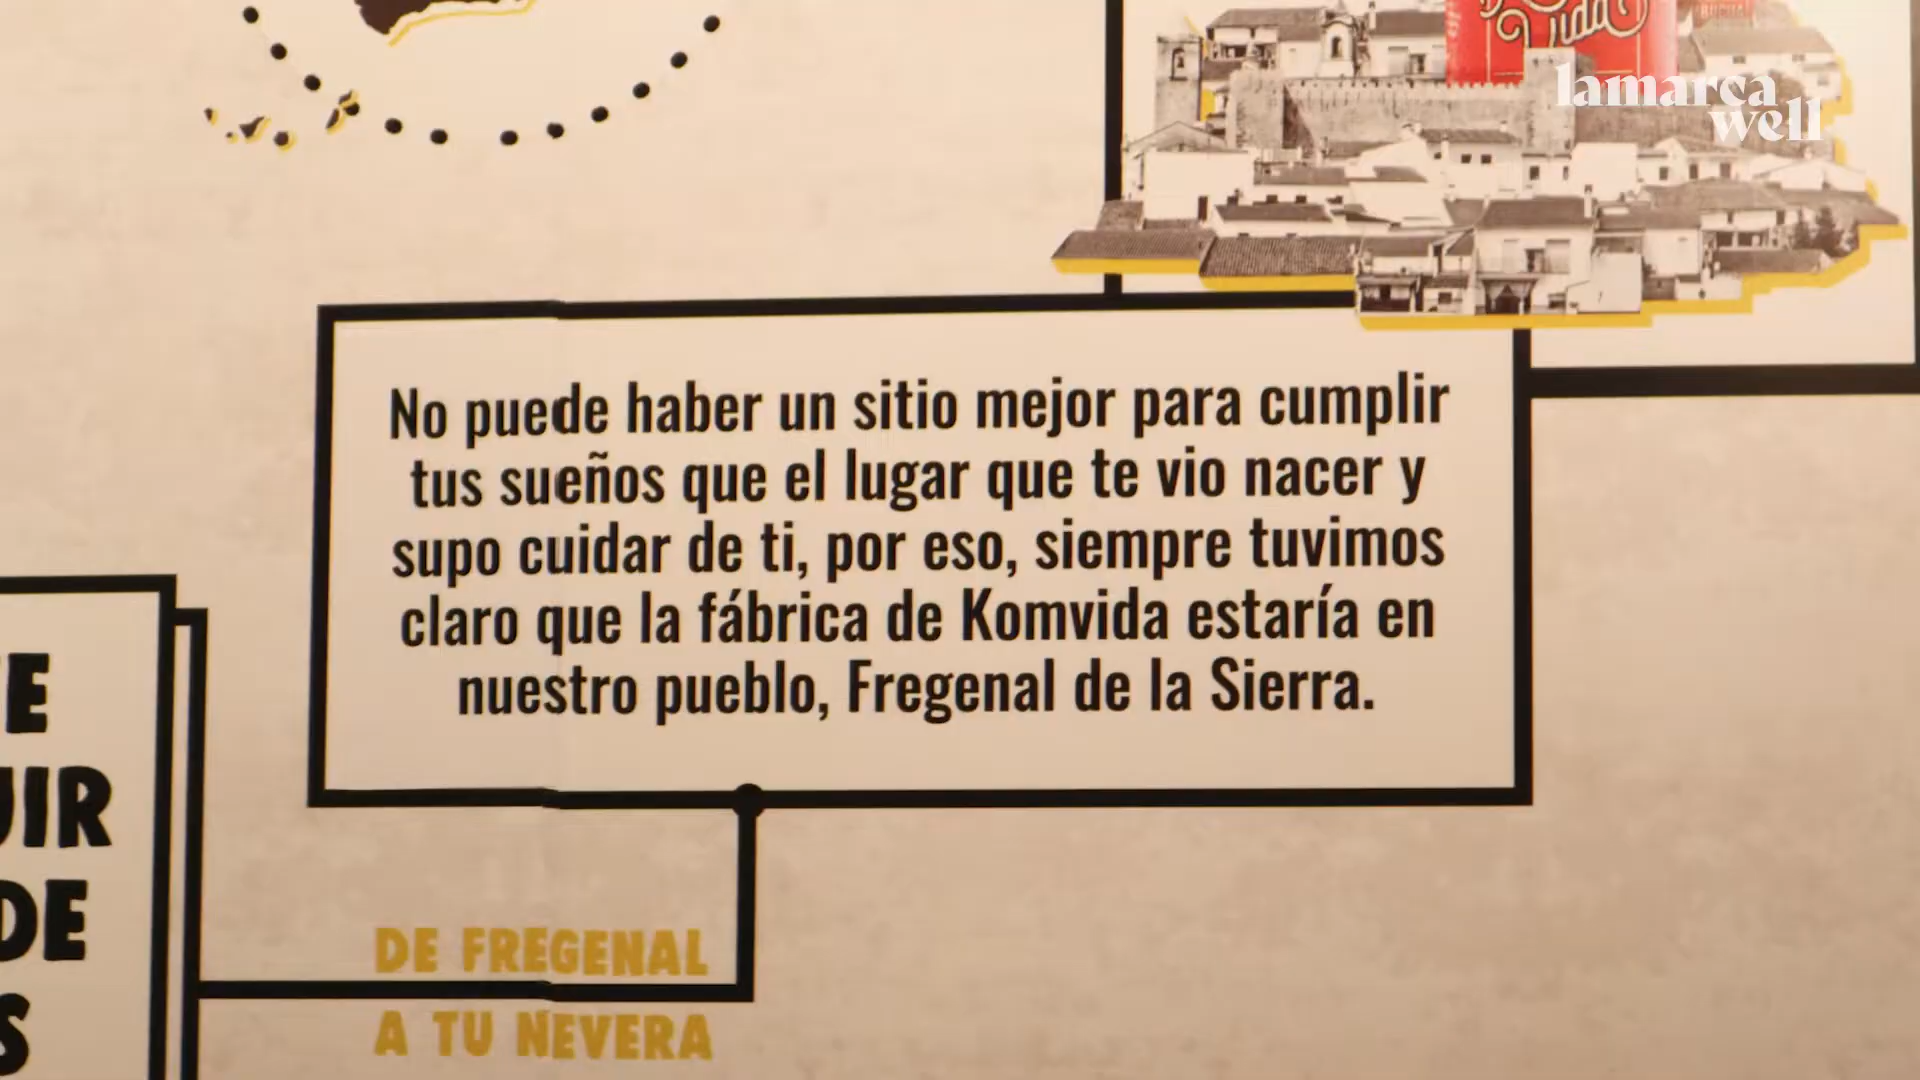 Vida
lamarca
well
No puede haber un sitio mejor para cumplir
tus sueños que el lugar que te vio nacer y
supo cuidar de ti, por eso, siempre tuvimos
claro que la fábrica de Komvida estaría en
nuestro pueblo, Fregenal de la Sierra.
DE
DE FREGENAL
A TU NEVERA